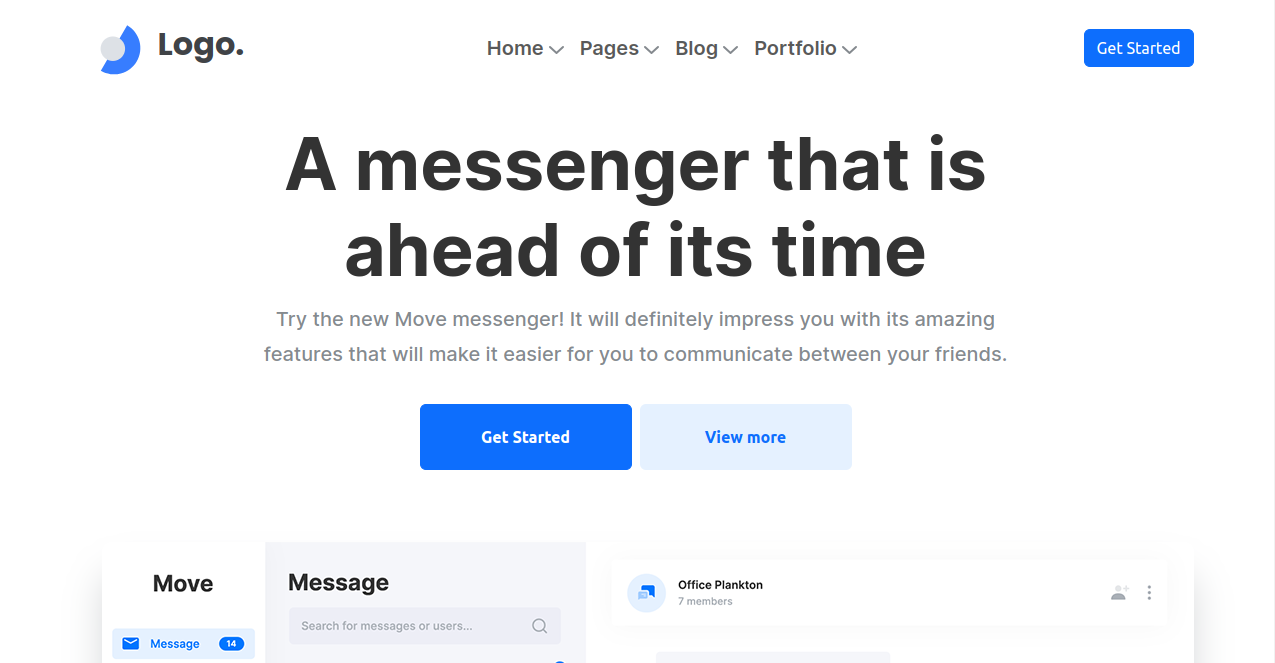 Logo.
Home
Pages
Blog
Portfolio
Get Started
A messenger that is
ahead of its time
Try the new Move messenger! It will definitely impress you with its amazing
features that will make it easier for you to communicate between your friends.
Get Started
View more
Move
Message
14
Message
Search for messages or users...
Office Plankton
7 members